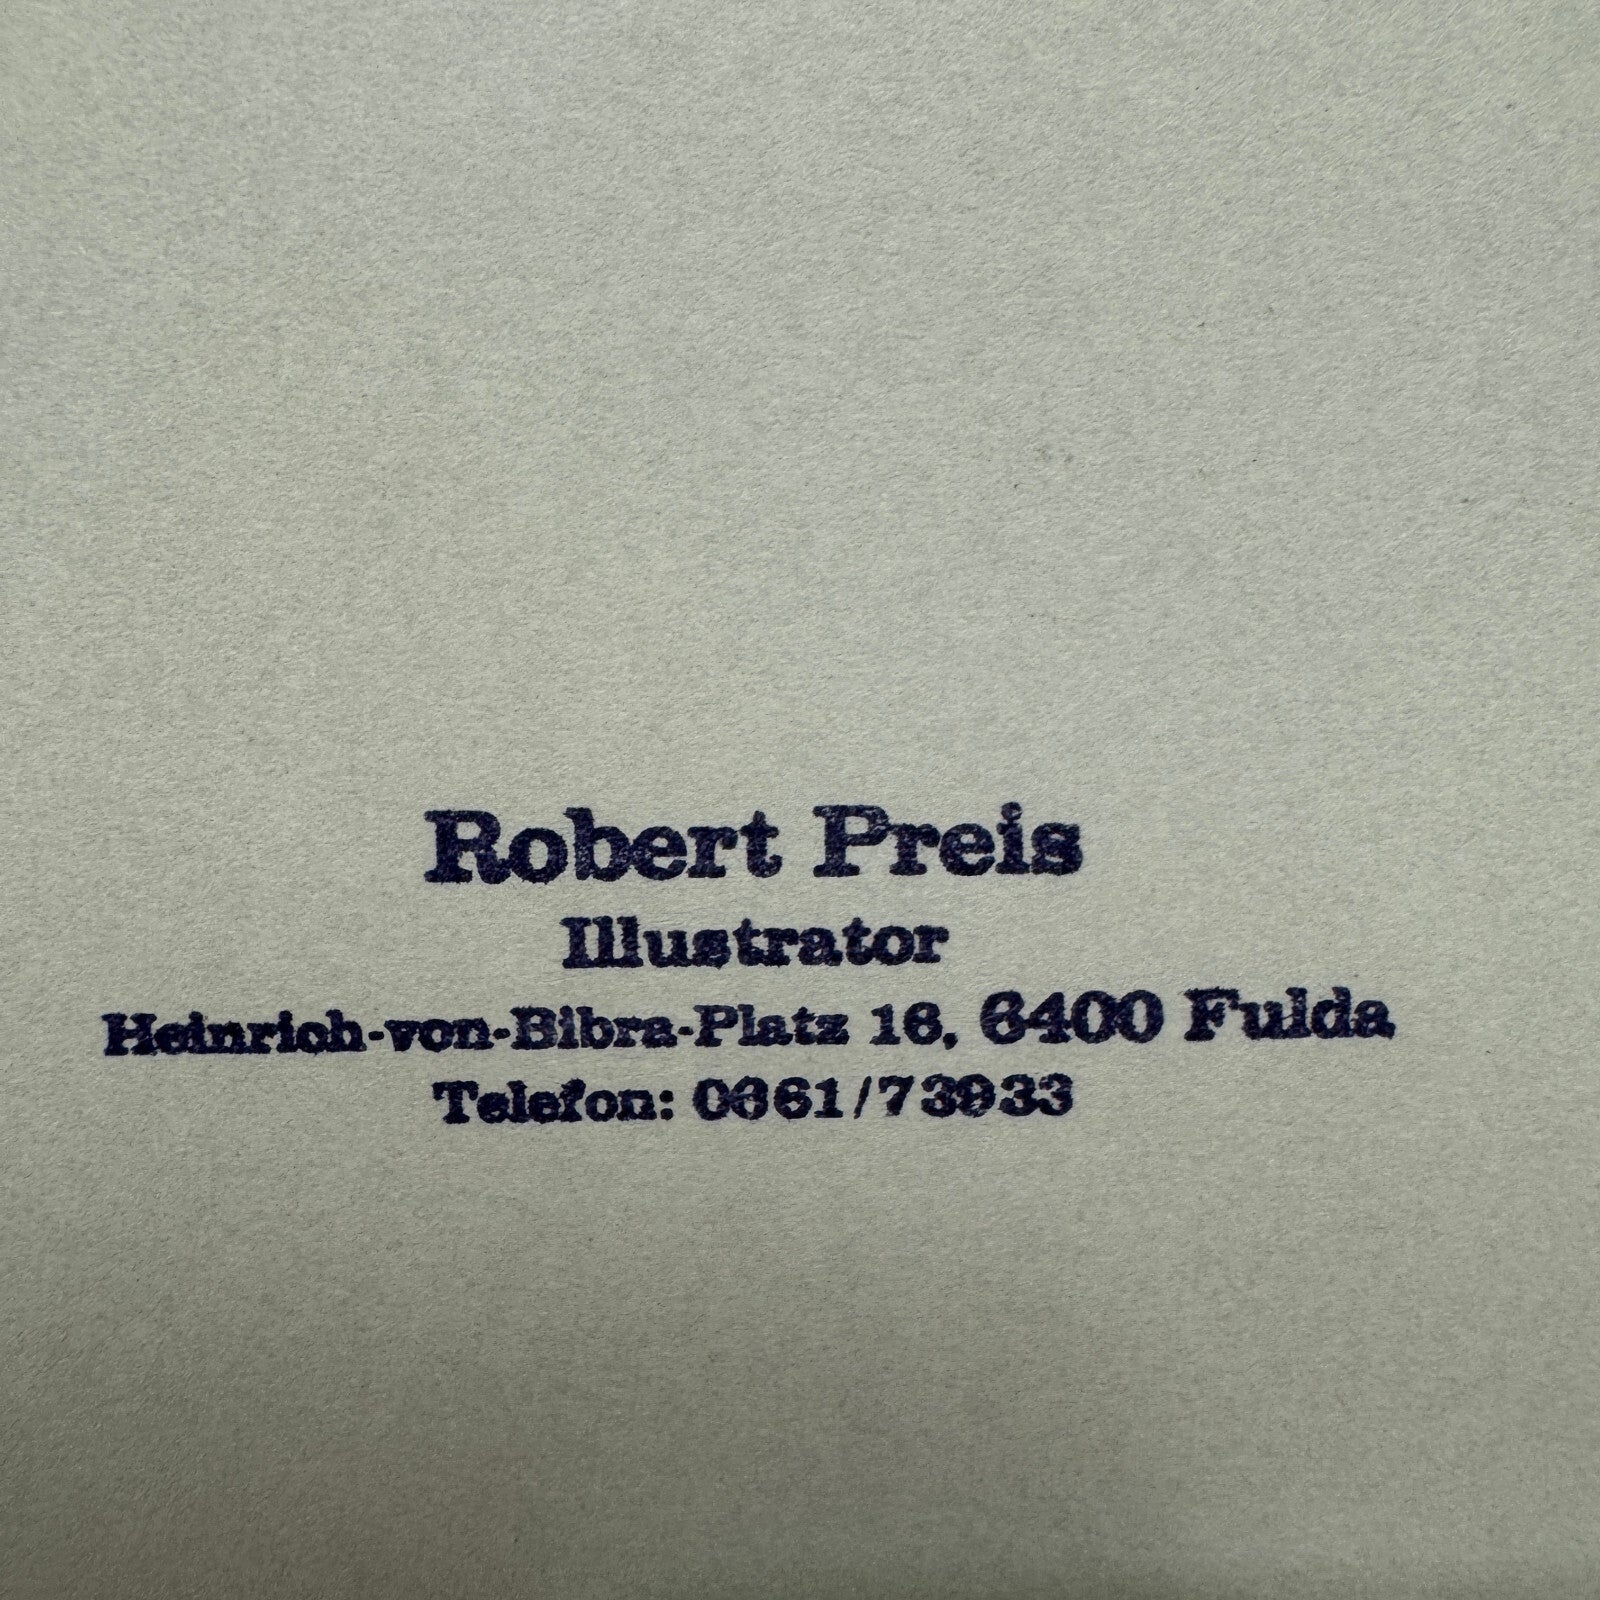 Robert Preis
Illustrator
Heinrich-von-Bibra-Platz 16, 6400 Fulda
Telefon: 0661/73933